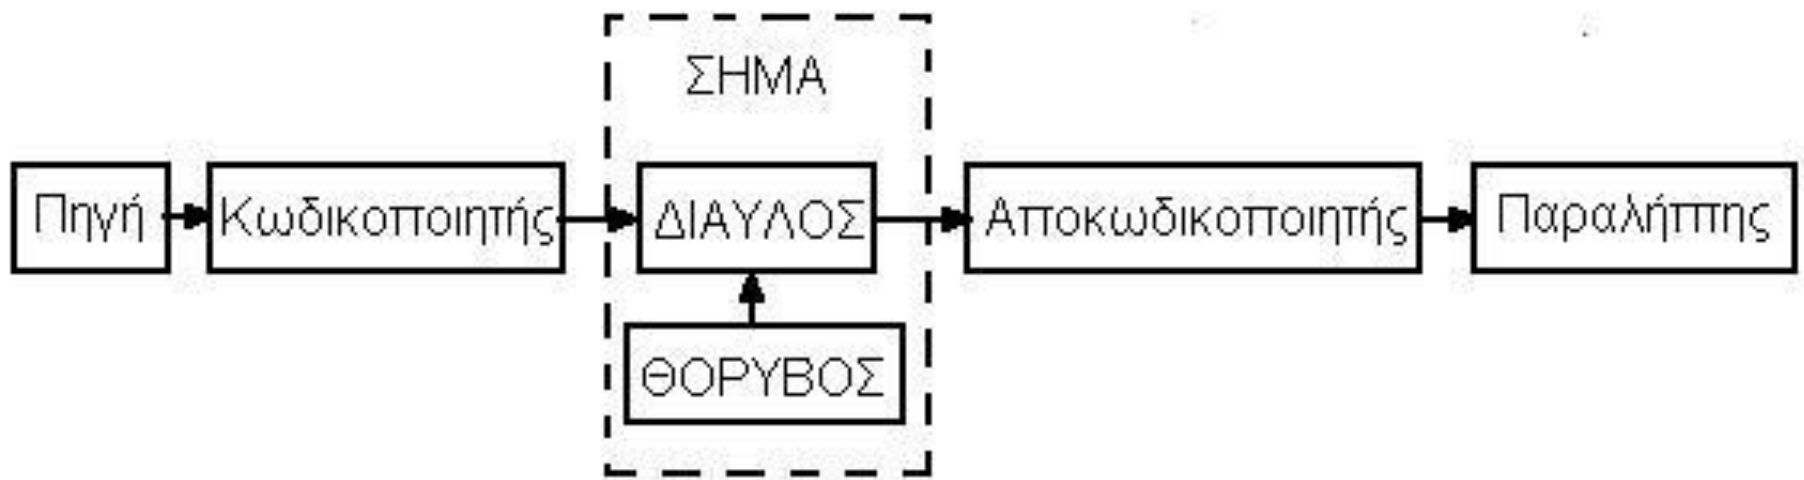 ΣΗΜΑ
Πηγή
Κωδικοποιητής
ΔΙΑΥΛΟΣ
Αποκωδικοποιητής
Παραλήπτης
ΘΟΡΥΒΟΣ